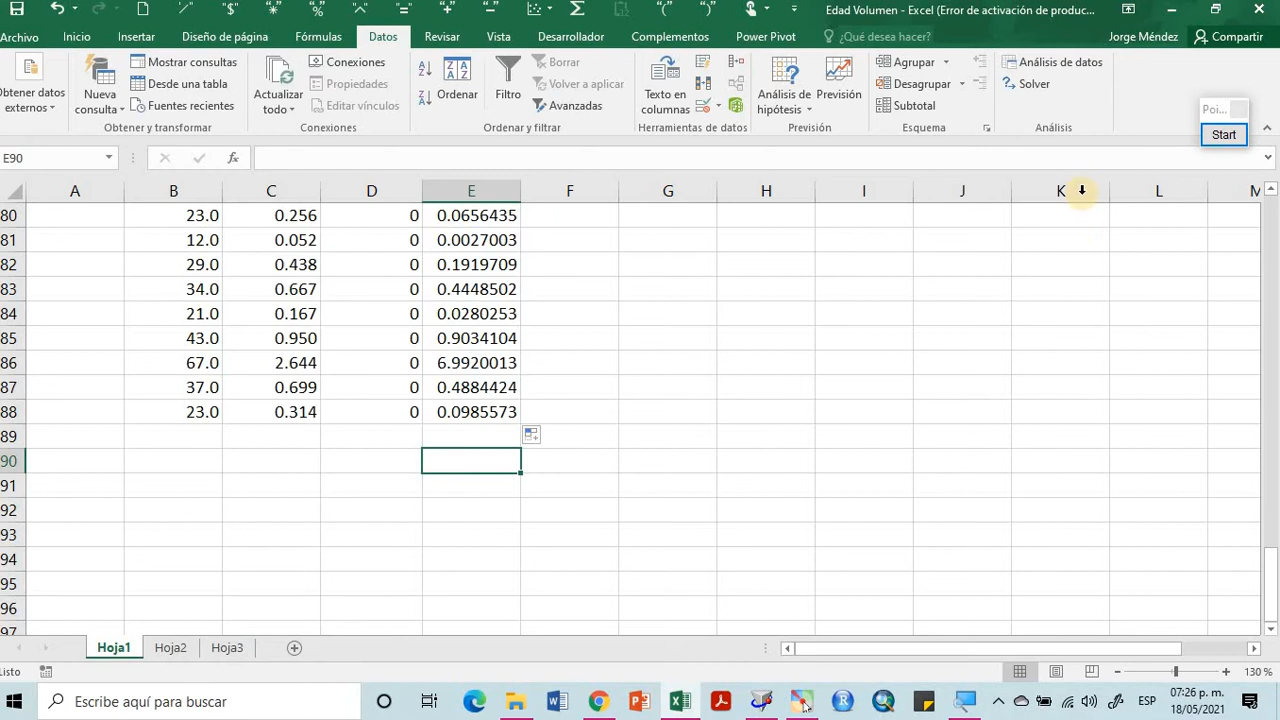 Edad Volumen - Excel (Error de activación de produc...
Archivo Inicio Insertar Diseño de página Fórmulas Datos Revisar Vista Desarrollador Complementos Power Pivot ¿Qué desea hacer? Jorge Méndez Compartir
Obtener datos externos
Nueva consulta
Mostrar consultas
Desde una tabla
Fuentes recientes
Obtener y transformar
Actualizar todo
Conexiones
Propiedades
Editar vínculos
Conexiones
Ordenar
Filtro
Borrar
Volver a aplicar
Avanzadas
Ordenar y filtrar
Texto en columnas
Herramientas de datos
Análisis de hipótesis
Previsión
Previsión
Agrupar
Desagrupar
Subtotal
Esquema
Análisis de datos
Solver
Análisis
Poi...
Start
E90 fx
A B C D E F G H I J K L M
80 23.0 0.256 0 0.0656435
81 12.0 0.052 0 0.0027003
82 29.0 0.438 0 0.1919709
83 34.0 0.667 0 0.4448502
84 21.0 0.167 0 0.0280253
85 43.0 0.950 0 0.9034104
86 67.0 2.644 0 6.9920013
87 37.0 0.699 0 0.4884424
88 23.0 0.314 0 0.0985573
89
90
91
92
93
94
95
96
97
Hoja1 Hoja2 Hoja3
Listo 130 %
Escribe aquí para buscar ESP 07:26 p. m.
18/05/2021